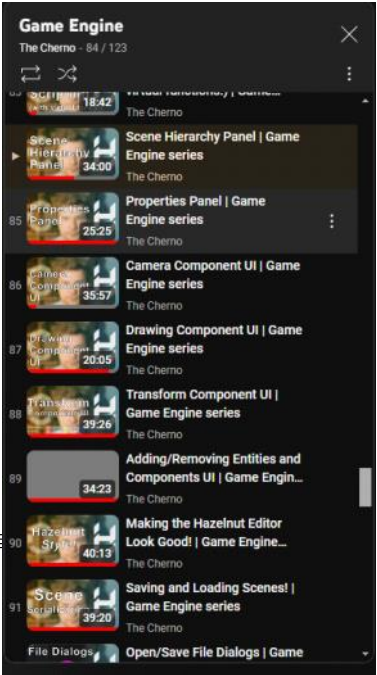 Game Engine
The Cherno - 84 / 123
18:42
virtual functions!) | Game...
The Cherno
Scene
Hierarchy
Panel
34:00
Scene Hierarchy Panel | Game
Engine series
The Cherno
85
Properties
Panel
25:25
Properties Panel | Game
Engine series
The Cherno
86
Camera
Component
UI
35:57
Camera Component UI | Game
Engine series
The Cherno
87
Drawing
Component
20:05
Drawing Component UI | Game
Engine series
The Cherno
88
Transform
Component UI
39:26
Transform Component UI |
Game Engine series
The Cherno
89
34:23
Adding/Removing Entities and
Components UI | Game Engin...
The Cherno
90
Hazelnut
Style!
40:13
Making the Hazelnut Editor
Look Good! | Game Engine...
The Cherno
91
Scene
39:20
Saving and Loading Scenes! |
Game Engine series
The Cherno
File Dialogs
Open/Save File Dialogs | Game